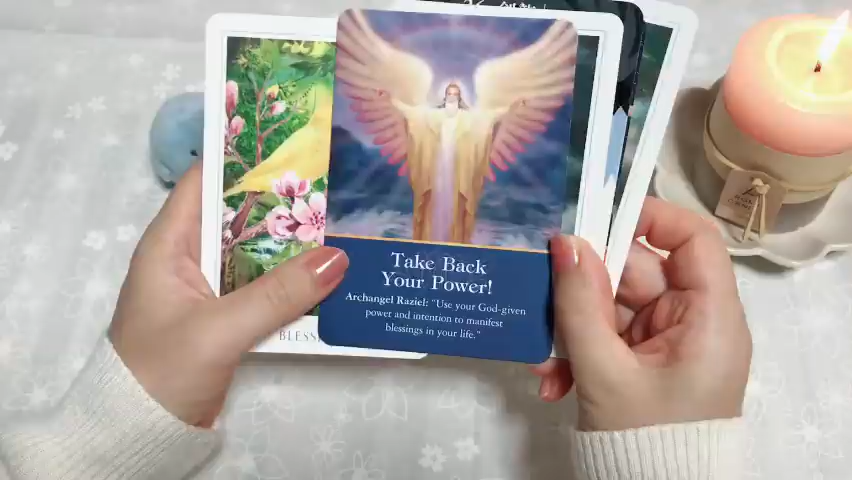 Take Back
Your Power!
Archangel Raziel: "Use your God-given
power and intention to manifest
blessings in your life."
BLESS